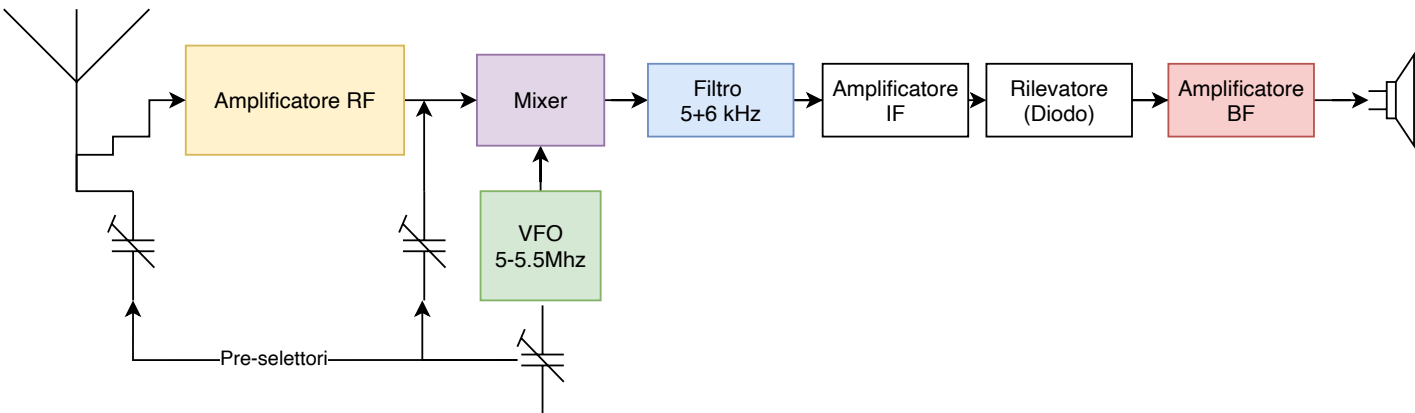 Amplificatore RF
Mixer
Filtro
5+6 kHz
Amplificatore
IF
Rilevatore
(Diodo)
Amplificatore
BF
VFO
5-5.5Mhz
Pre-selettori